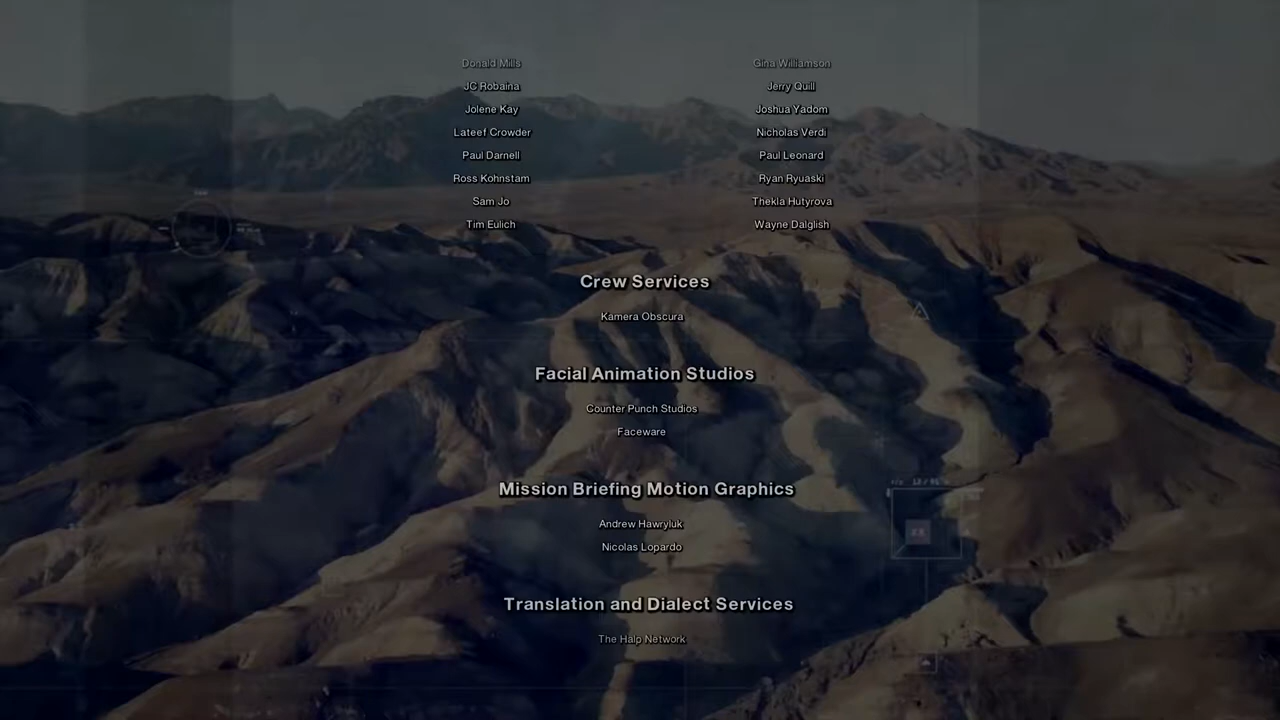 Donald Mills Gina Williamson
JC Robaina Jerry Quill
Jolene Kay Joshua Yadom
Lateef Crowder Nicholas Verdi
Paul Darnell Paul Leonard
Ross Kohnstam Ryan Ryuaski
Sam Jo Thekla Hutyrova
Tim Eulich Wayne Dalglish
Crew Services
Kamera Obscura
Facial Animation Studios
Counter Punch Studios
Faceware
Mission Briefing Motion Graphics
Andrew Hawryluk
Nicolas Lopardo
Translation and Dialect Services
The Halp Network